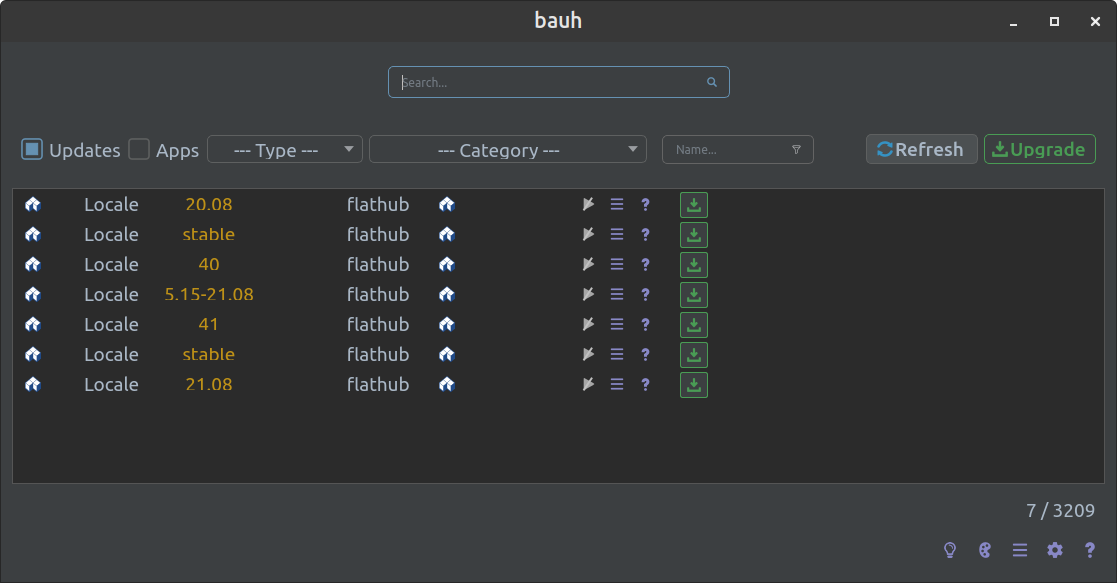 bauh
Search...
Updates Apps --- Type --- --- Category --- Name... Refresh Upgrade
Locale 20.08 flathub ?
Locale stable flathub ?
Locale 40 flathub ?
Locale 5.15-21.08 flathub ?
Locale 41 flathub ?
Locale stable flathub ?
Locale 21.08 flathub ?
7 / 3209
?